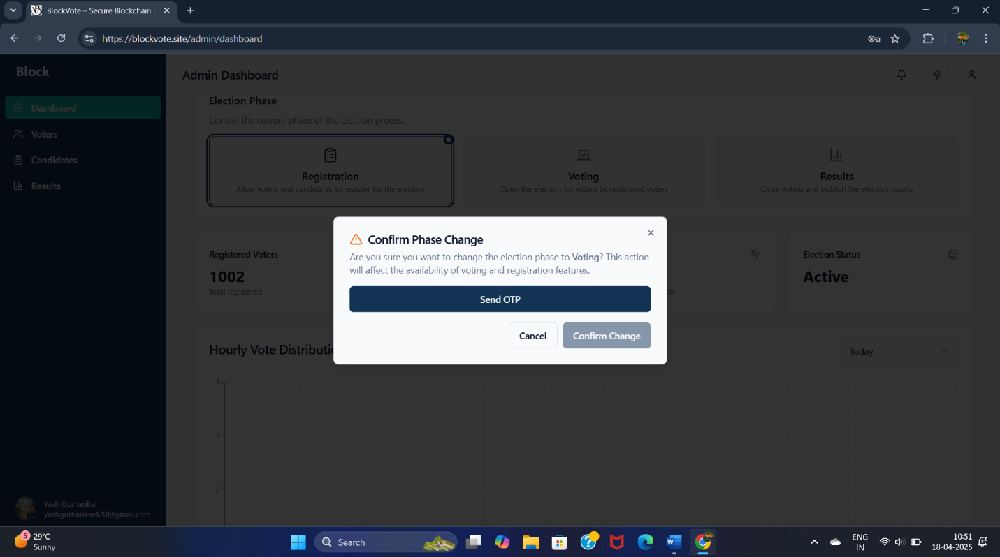 BlockVote – Secure Blockchain
https://blockvote.site/admin/dashboard
Block
Admin Dashboard
Dashboard
Voters
Candidates
Results
Election Phase
Control the current phase of the election process
Registration
Allow voters and candidates to register for the election
Voting
Open the election for voting by registered voters
Results
Close voting and publish the election results
Registered Voters
1002
Total registered
Election Status
Active
Confirm Phase Change
Are you sure you want to change the election phase to Voting? This action
will affect the availability of voting and registration features.
Send OTP
Cancel
Confirm Change
Hourly Vote Distributi
Today
4
3
2
Yash Gurharikar
yashgurharikar420@gmail.com
5
29°C
Sunny
Search
ENG
IN
10:51
18-04-2025